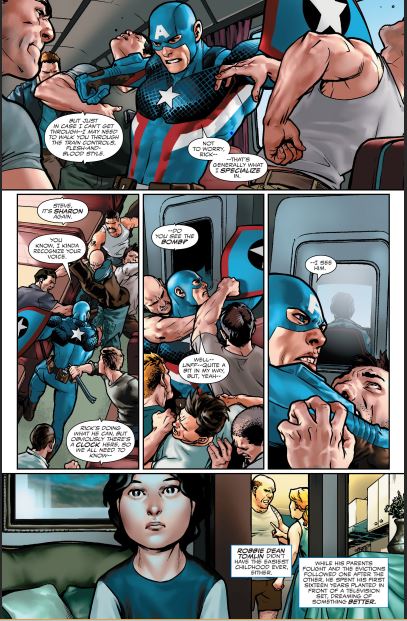 BUT JUST
IN CASE I CAN'T GET
THROUGH--I MAY NEED
TO WALK YOU THROUGH
THE TRAIN CONTROLS,
FLESH-AND-
BLOOD STYLE.
NOT
TO WORRY,
RICK--
--THAT'S
GENERALLY WHAT
I SPECIALIZE
IN.
STEVE,
IT'S SHARON
AGAIN.
YOU
KNOW, I KINDA
RECOGNIZE YOUR
VOICE.
RICK'S DOING
WHAT HE CAN, BUT
OBVIOUSLY THERE'S
A CLOCK HERE, SO
WE ALL NEED TO
KNOW--
--DO
YOU SEE THE
BOMB?
WELL--
UNFF--QUITE A
BIT IN MY WAY,
BUT, YEAH--
--I SEE
HIM.
A
ROBBIE DEAN
TOMLIN DIDN'T
HAVE THE EASIEST
CHILDHOOD EVER,
EITHER.
WHILE HIS PARENTS
FOUGHT AND THE EVICTIONS
FOLLOWED ONE AFTER THE
OTHER, HE SPENT HIS FIRST
SIXTEEN YEARS PLANTED IN
FRONT OF A TELEVISION
SET, DREAMING OF
SOMETHING BETTER.